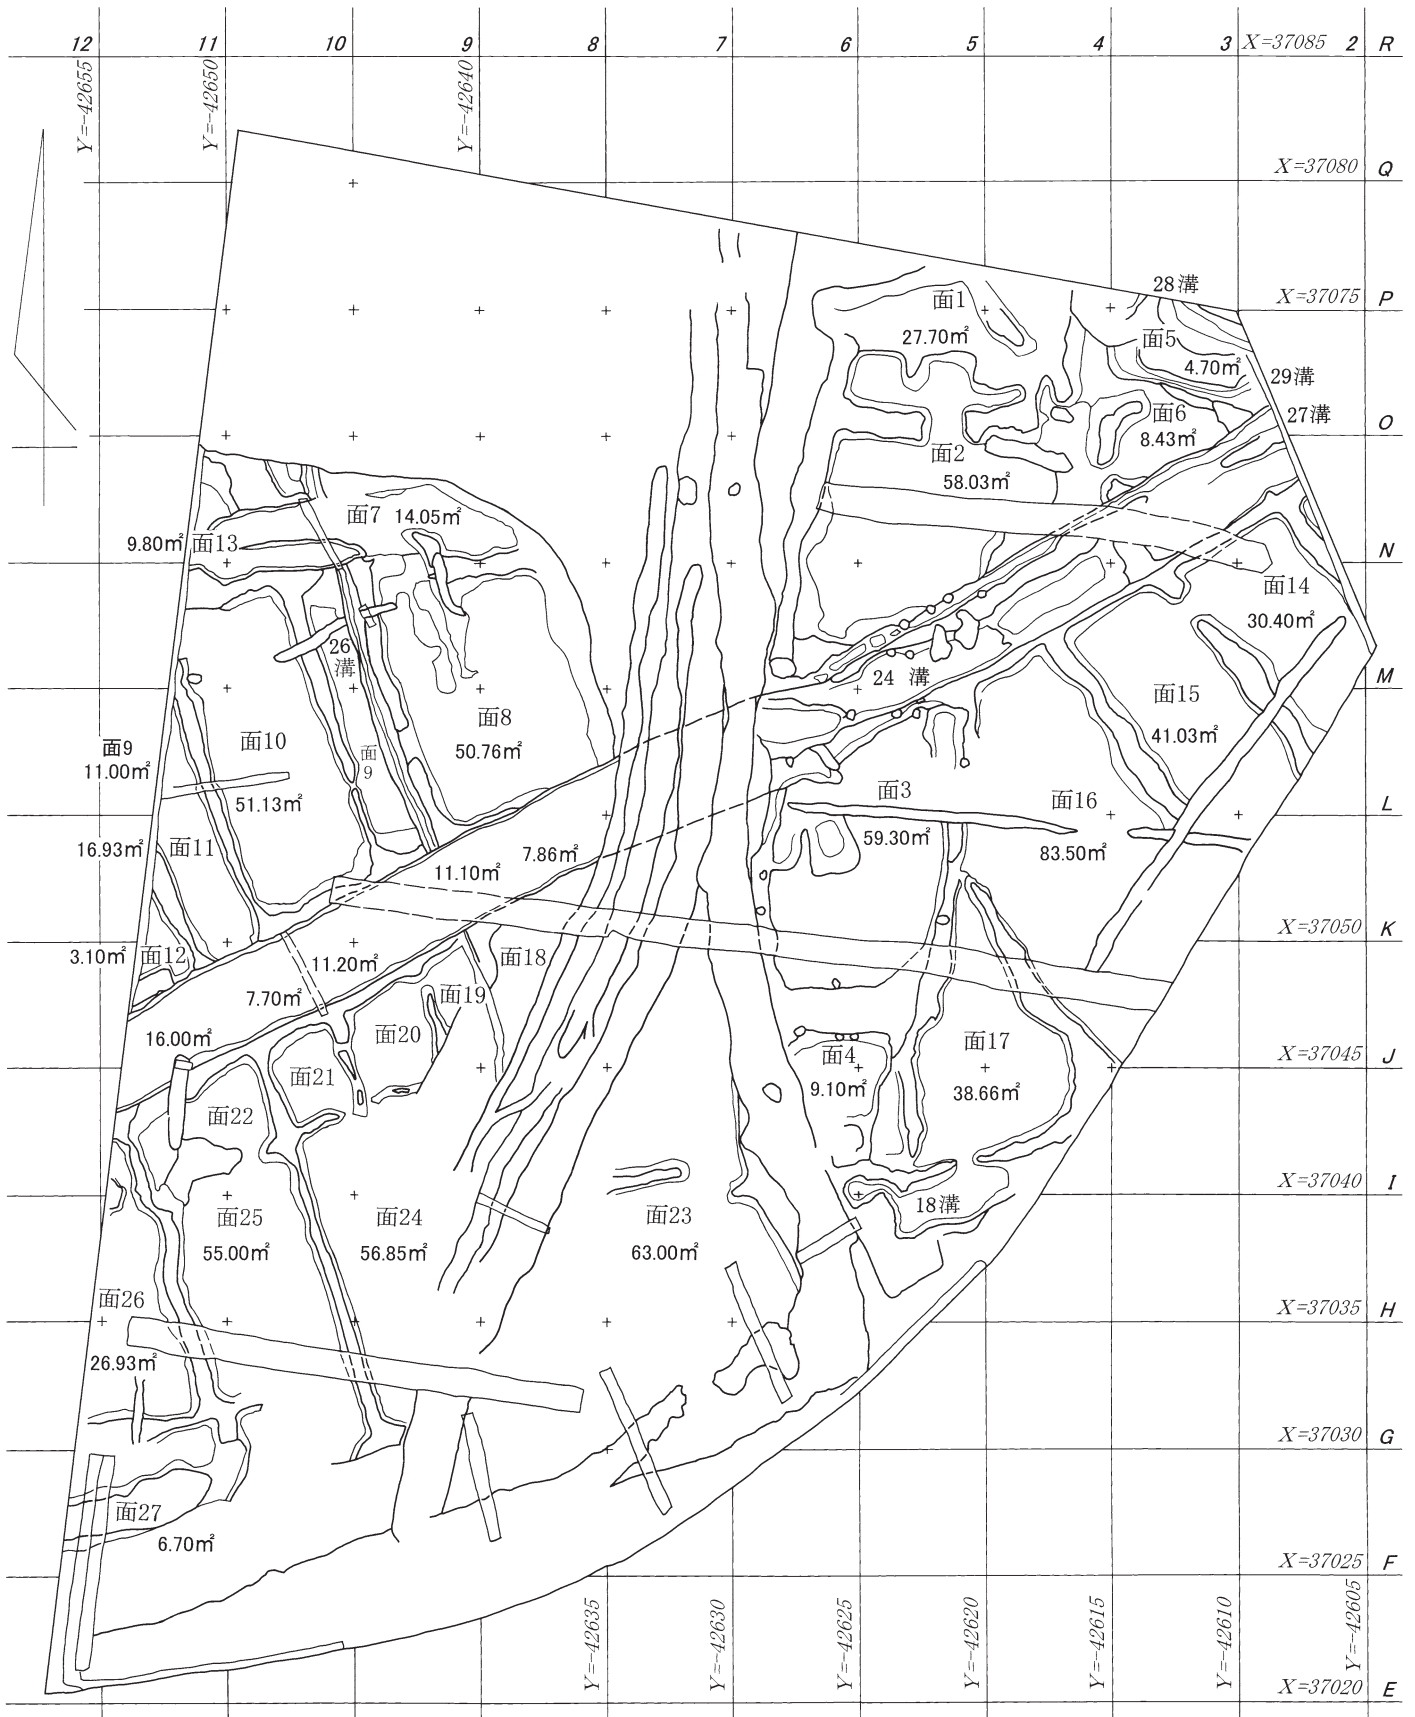 12 11 10 9 8 7 6 5 4 3 X=37085 2 R
Y=-42655
Y=-42650
Y=-42640
X=37080 Q
28溝
X=37075 P
面1
27.70㎡
面5
4.70㎡
29溝
面6
8.43㎡
27溝
O
面2
58.03㎡
面7 14.05㎡
9.80㎡ 面13
N
面14
30.40㎡
26
溝
24 溝
M
面15
41.03㎡
面8
50.76㎡
面10
51.13㎡
面9
11.00㎡
面
9
面3
59.30㎡
面16
83.50㎡
L
16.93㎡ 面11
7.86㎡
11.10㎡
X=37050 K
3.10㎡ 面12
11.20㎡
面18
7.70㎡
面19
16.00㎡
面20
面4
9.10㎡
面17
38.66㎡
X=37045 J
面21
面22
X=37040 I
18溝
面25
55.00㎡
面24
56.85㎡
面23
63.00㎡
面26
26.93㎡
X=37035 H
X=37030 G
面27
6.70㎡
X=37025 F
Y=-42635
Y=-42630
Y=-42625
Y=-42620
Y=-42615
Y=-42610
Y=-42605
X=37020 E